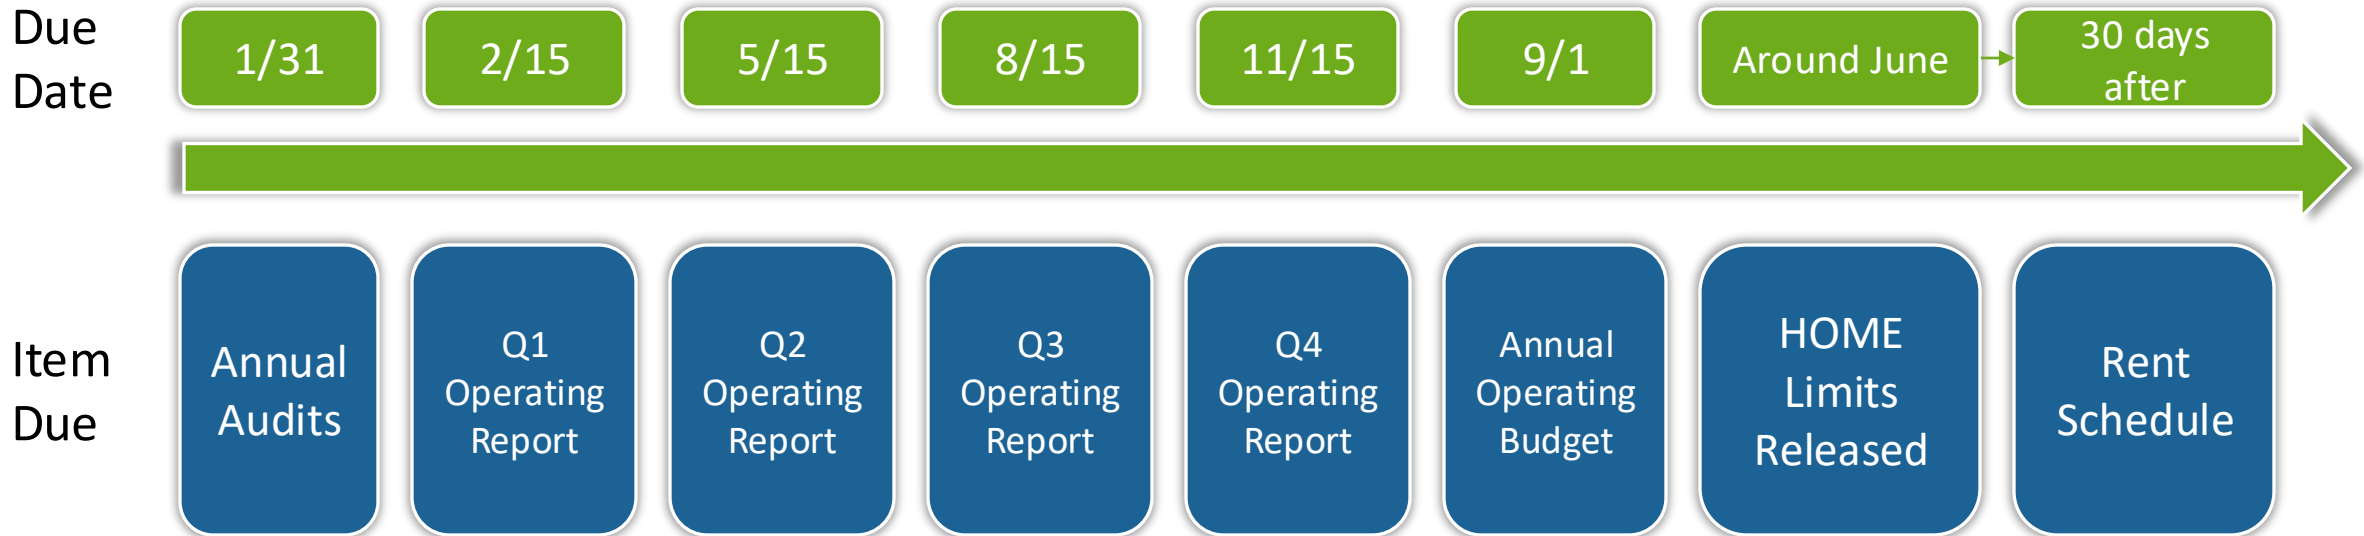 Due
Date
1/31
2/15
5/15
8/15
11/15
9/1
Around June
30 days
after
Item
Due
Annual
Audits
Q1
Operating
Report
Q2
Operating
Report
Q3
Operating
Report
Q4
Operating
Report
Annual
Operating
Budget
HOME
Limits
Released
Rent
Schedule